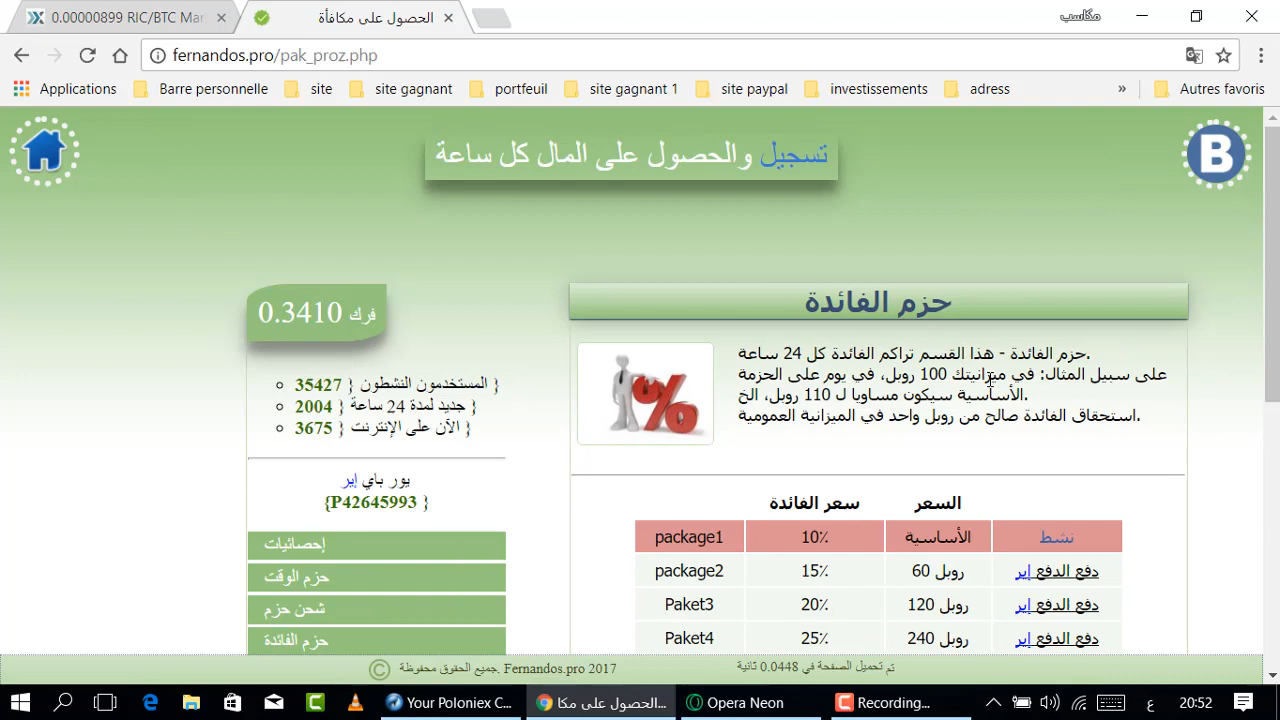 0.00000899 RIC/BTC Mar
الحصول على مكافأة
مكاسب
fernandos.pro/pak_proz.php
Applications
Barre personnelle
site
site gagnant
portfeuil
site gagnant 1
site paypal
investissements
adress
»
Autres favoris
تسجيل والحصول على المال كل ساعة
B
0.3410 فرك
حزم الفائدة
المستخدمون النشطون { 35427 }
جديد لمدة 24 ساعة { 2004 }
الآن على الإنترنت { 3675 }
يور باي إير
{P42645993 }
إحصائيات
حزم الوقت
شحن حزم
حزم الفائدة
%
حزم الفائدة - هذا القسم تراكم الفائدة كل 24 ساعة.
على سبيل المثال: في ميزانيتك 100 روبل، في يوم على الحزمة
الأساسية سيكون مساويا ل 110 روبل، الخ.
استحقاق الفائدة صالح من روبل واحد في الميزانية العمومية.
سعر الفائدة السعر
package1 10٪ الأساسية نشط
package2 15٪ 60 روبل دفع الدفع إير
Paket3 20٪ 120 روبل دفع الدفع إير
Paket4 25٪ 240 روبل دفع الدفع إير
© جميع الحقوق محفوظة. Fernandos.pro 2017
تم تحميل الصفحة في 0.0448 ثانية
Your Poloniex C...
الحصول على مكا...
Opera Neon
Recording...
ع
20:52